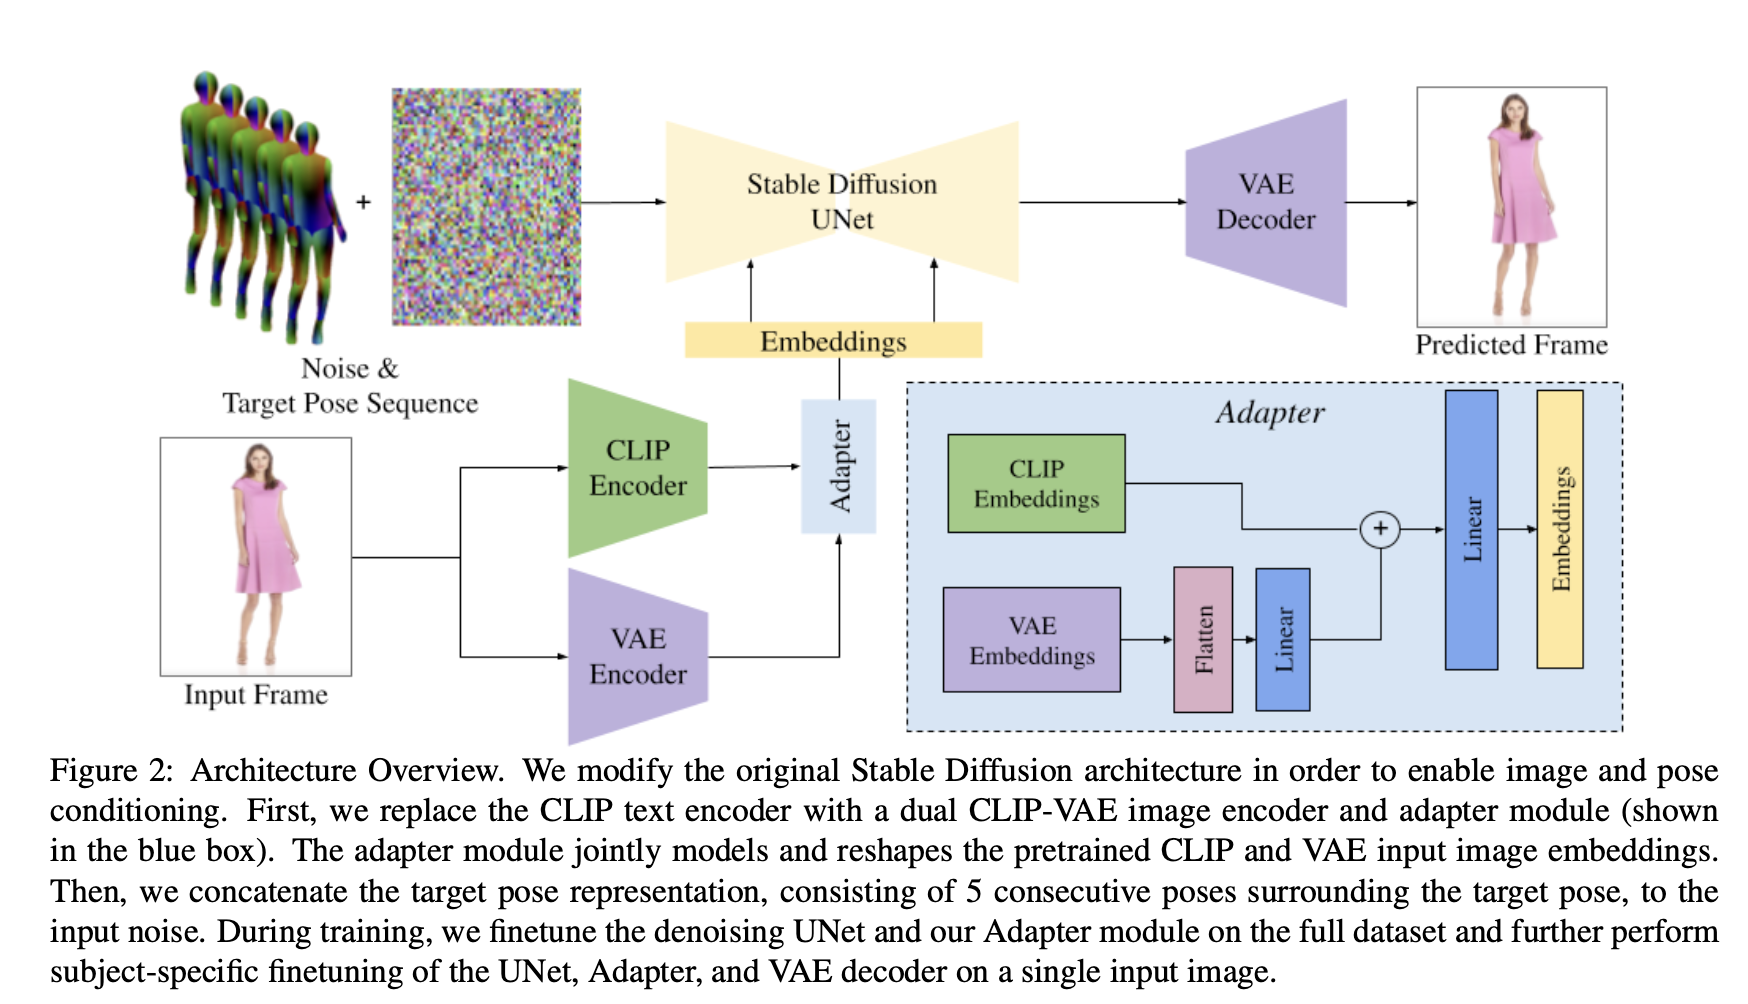 Stable Diffusion
UNet
VAE
Decoder
+
Embeddings
Predicted Frame
Noise &
Target Pose Sequence
CLIP
Encoder
Adapter
VAE
Encoder
Input Frame
Adapter
CLIP
Embeddings
VAE
Embeddings
Flatten
Linear
+
Linear
Embeddings
Figure 2: Architecture Overview. We modify the original Stable Diffusion architecture in order to enable image and pose
conditioning. First, we replace the CLIP text encoder with a dual CLIP-VAE image encoder and adapter module (shown
in the blue box). The adapter module jointly models and reshapes the pretrained CLIP and VAE input image embeddings.
Then, we concatenate the target pose representation, consisting of 5 consecutive poses surrounding the target pose, to the
input noise. During training, we finetune the denoising UNet and our Adapter module on the full dataset and further perform
subject-specific finetuning of the UNet, Adapter, and VAE decoder on a single input image.